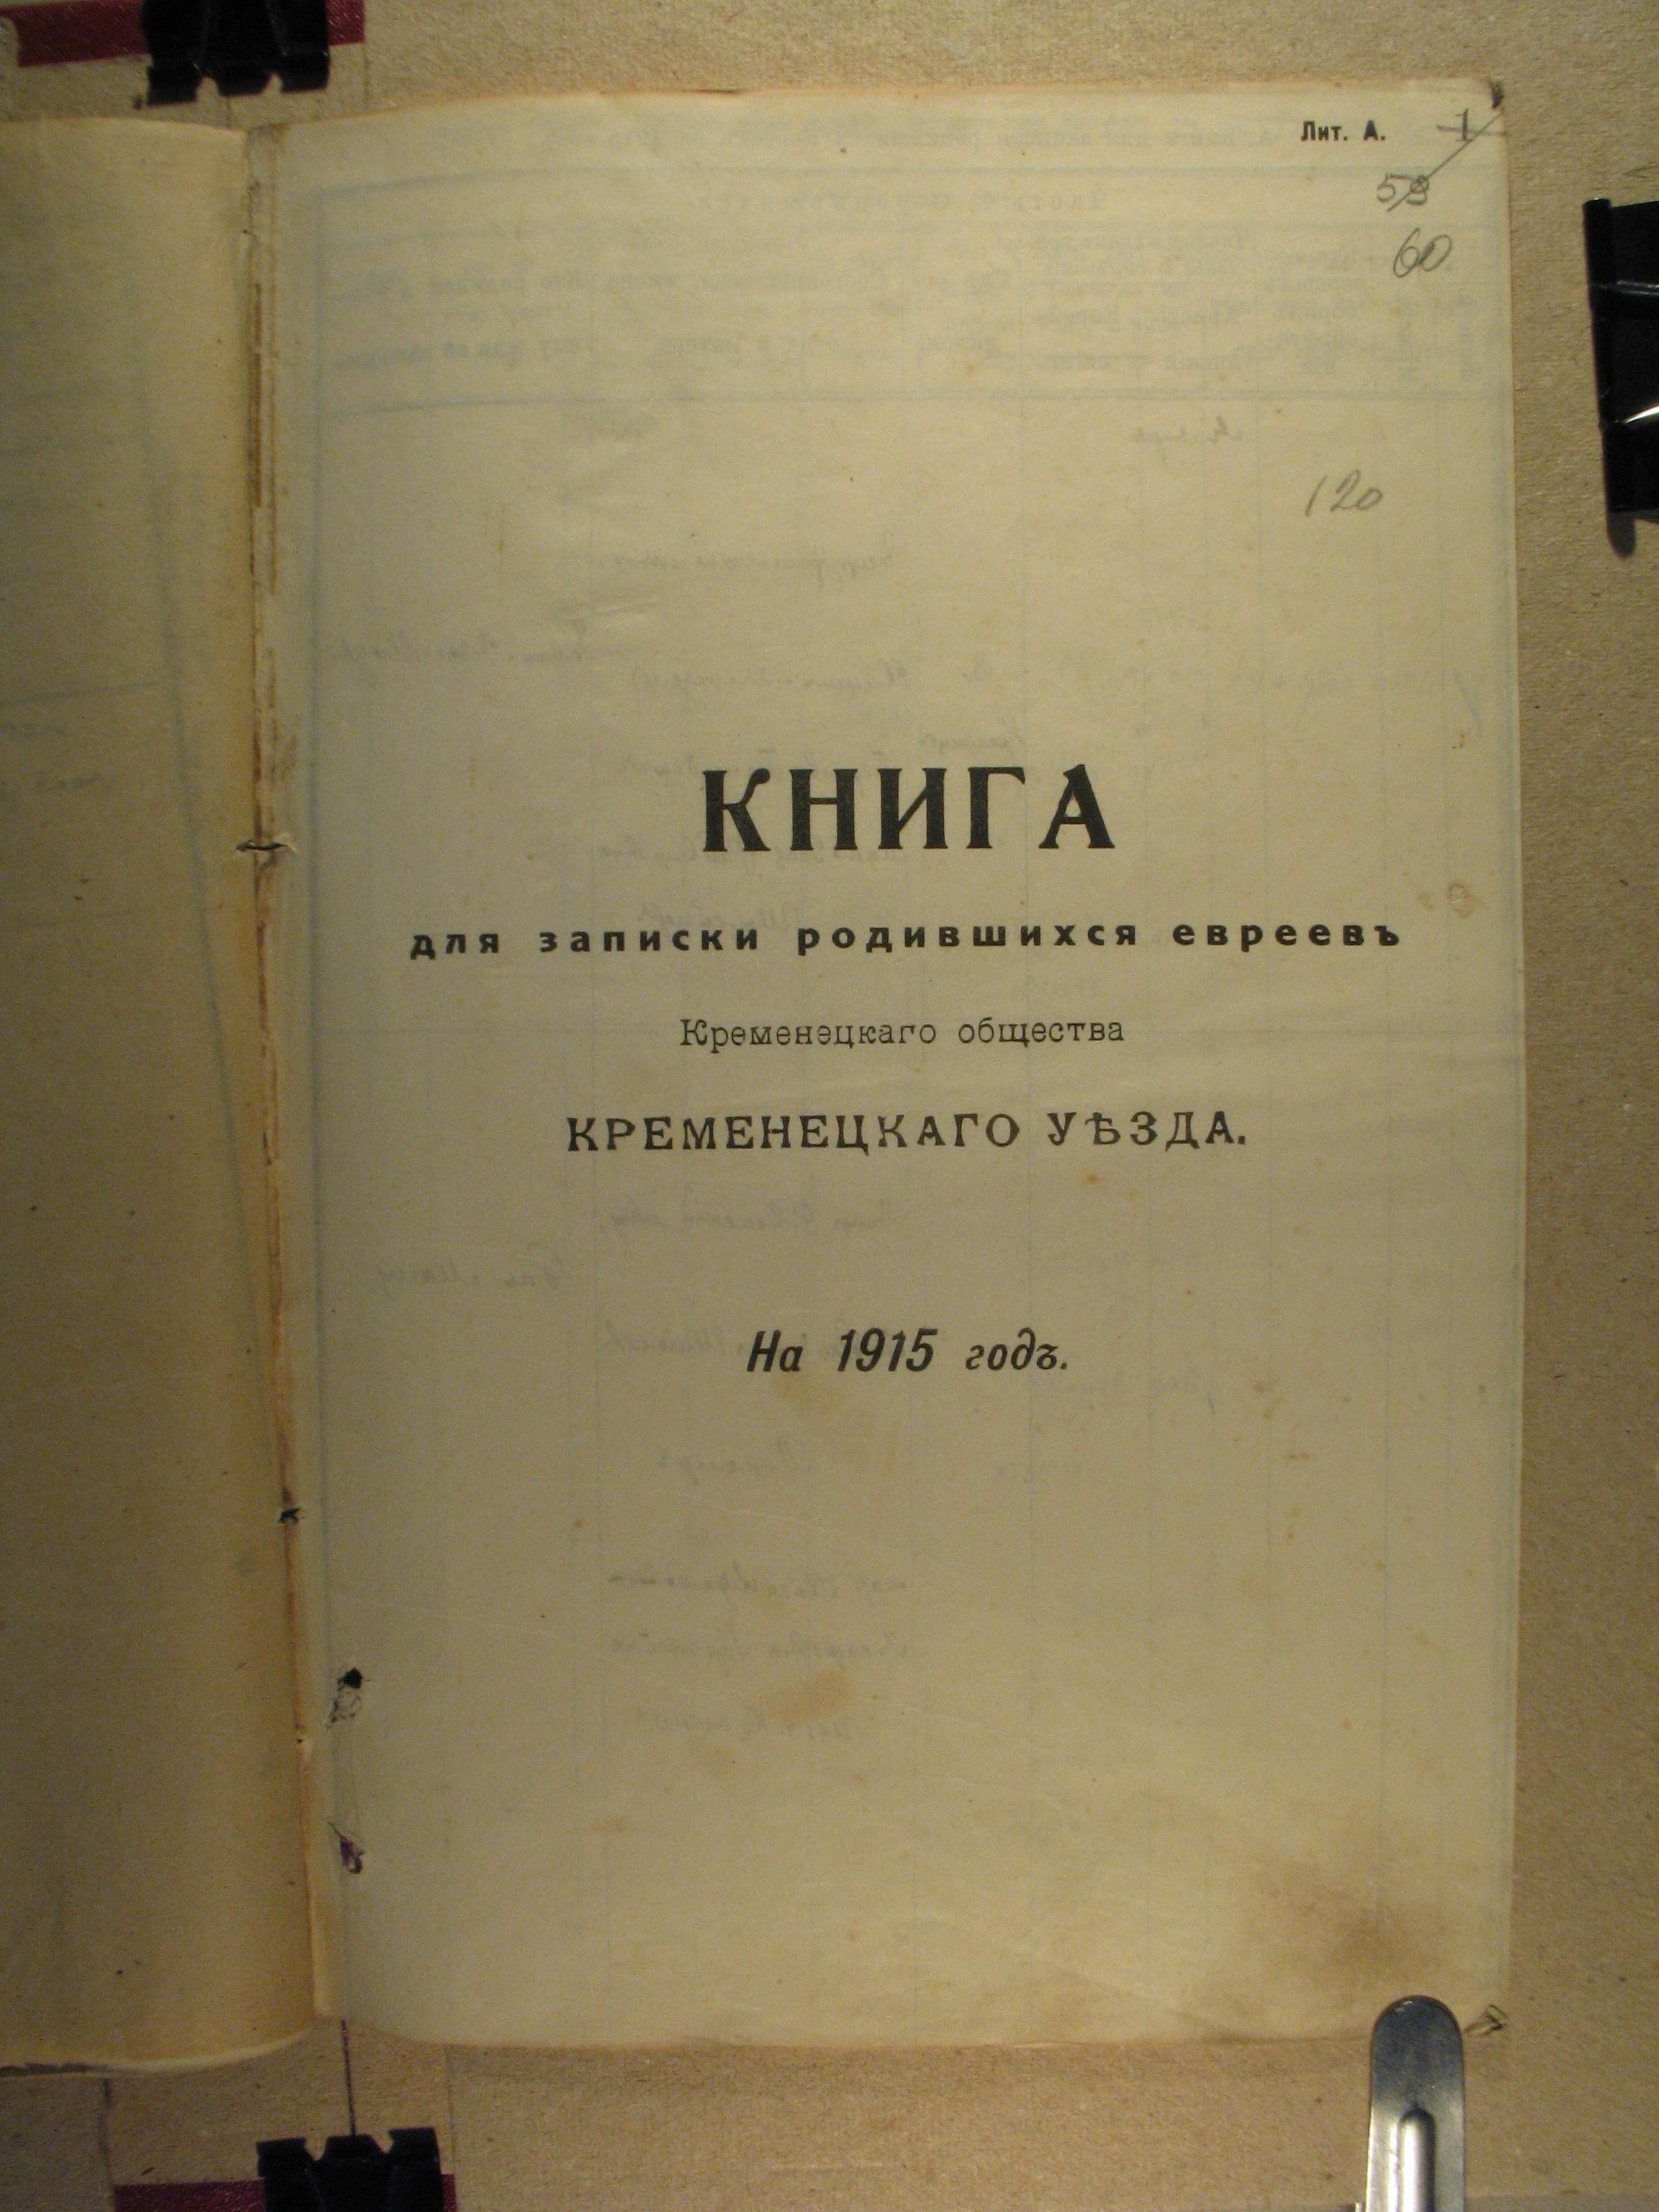 Лит. А. 1
59
60
120
КНИГА
для записки родившихся евреевъ
Кременецкаго общества
КРЕМЕНЕЦКАГО УѢЗДА.
На 1915 годъ.